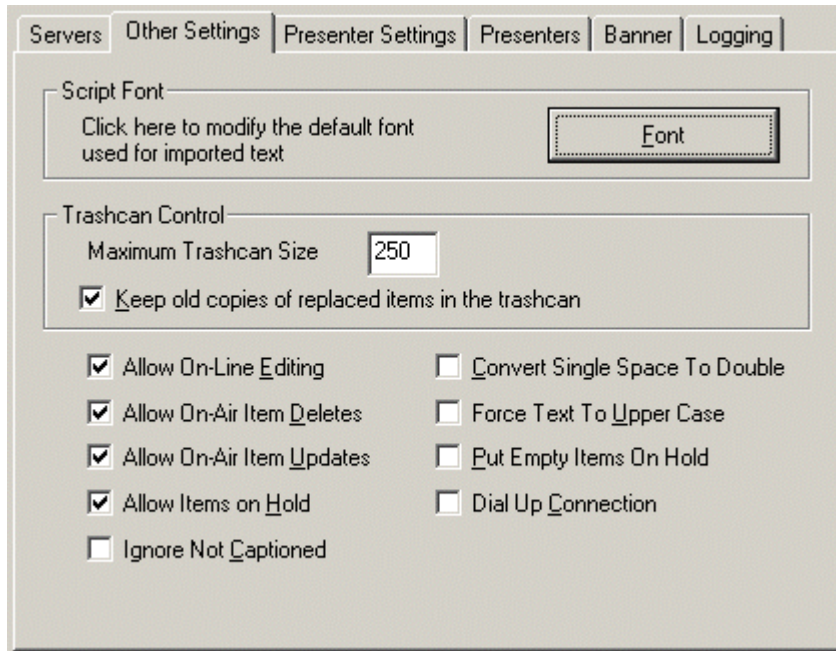 Servers Other Settings Presenter Settings Presenters Banner Logging
Script Font
Click here to modify the default font
used for imported text
Font
Trashcan Control
Maximum Trashcan Size 250
Keep old copies of replaced items in the trashcan
Allow On-Line Editing
Convert Single Space To Double
Allow On-Air Item Deletes
Force Text To Upper Case
Allow On-Air Item Updates
Put Empty Items On Hold
Allow Items on Hold
Dial Up Connection
Ignore Not Captioned